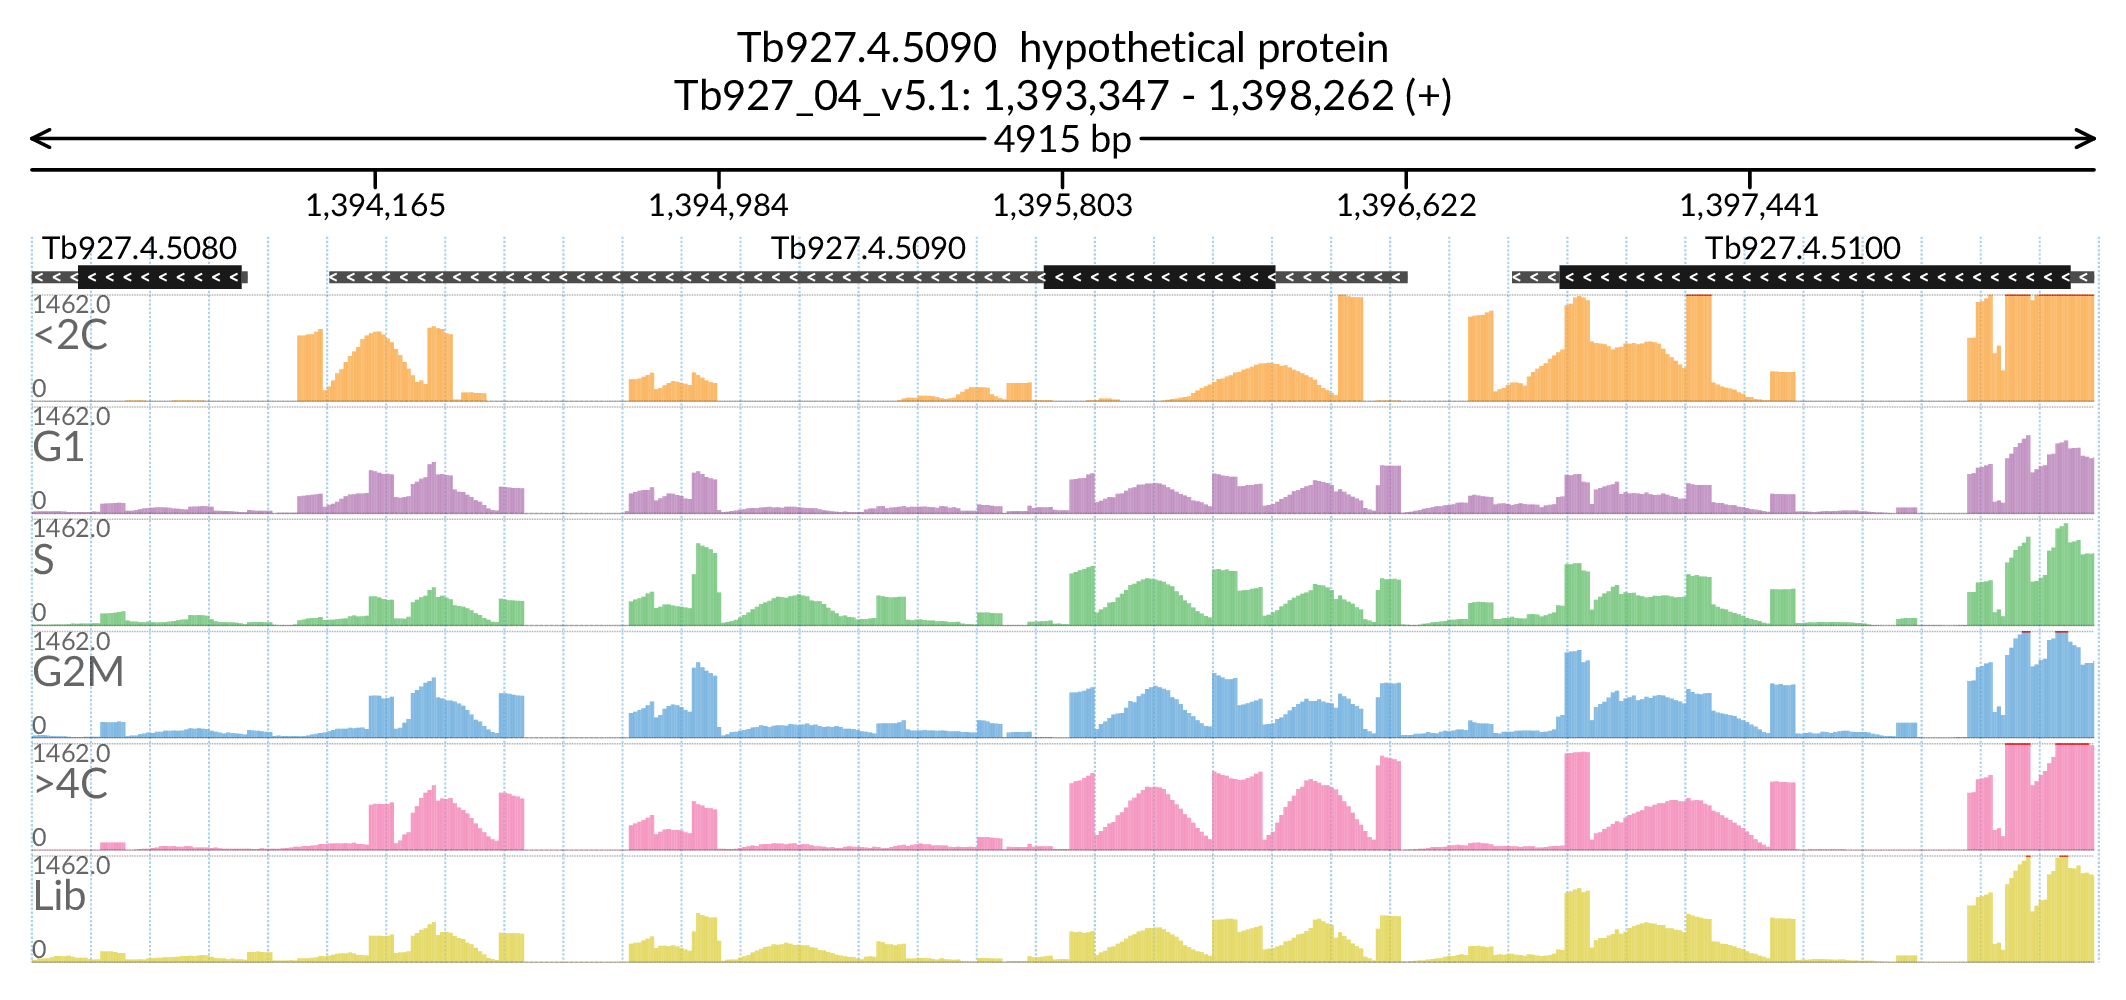 Tb927.4.5090 hypothetical protein
Tb927_04_v5.1: 1,393,347 - 1,398,262 (+)
4915 bp
1,394,165 1,394,984 1,395,803 1,396,622 1,397,441
Tb927.4.5080 Tb927.4.5090 Tb927.4.5100
1462.0
<2C
0
1462.0
G1
0
1462.0
S
0
1462.0
G2M
0
1462.0
>4C
0
1462.0
Lib
0